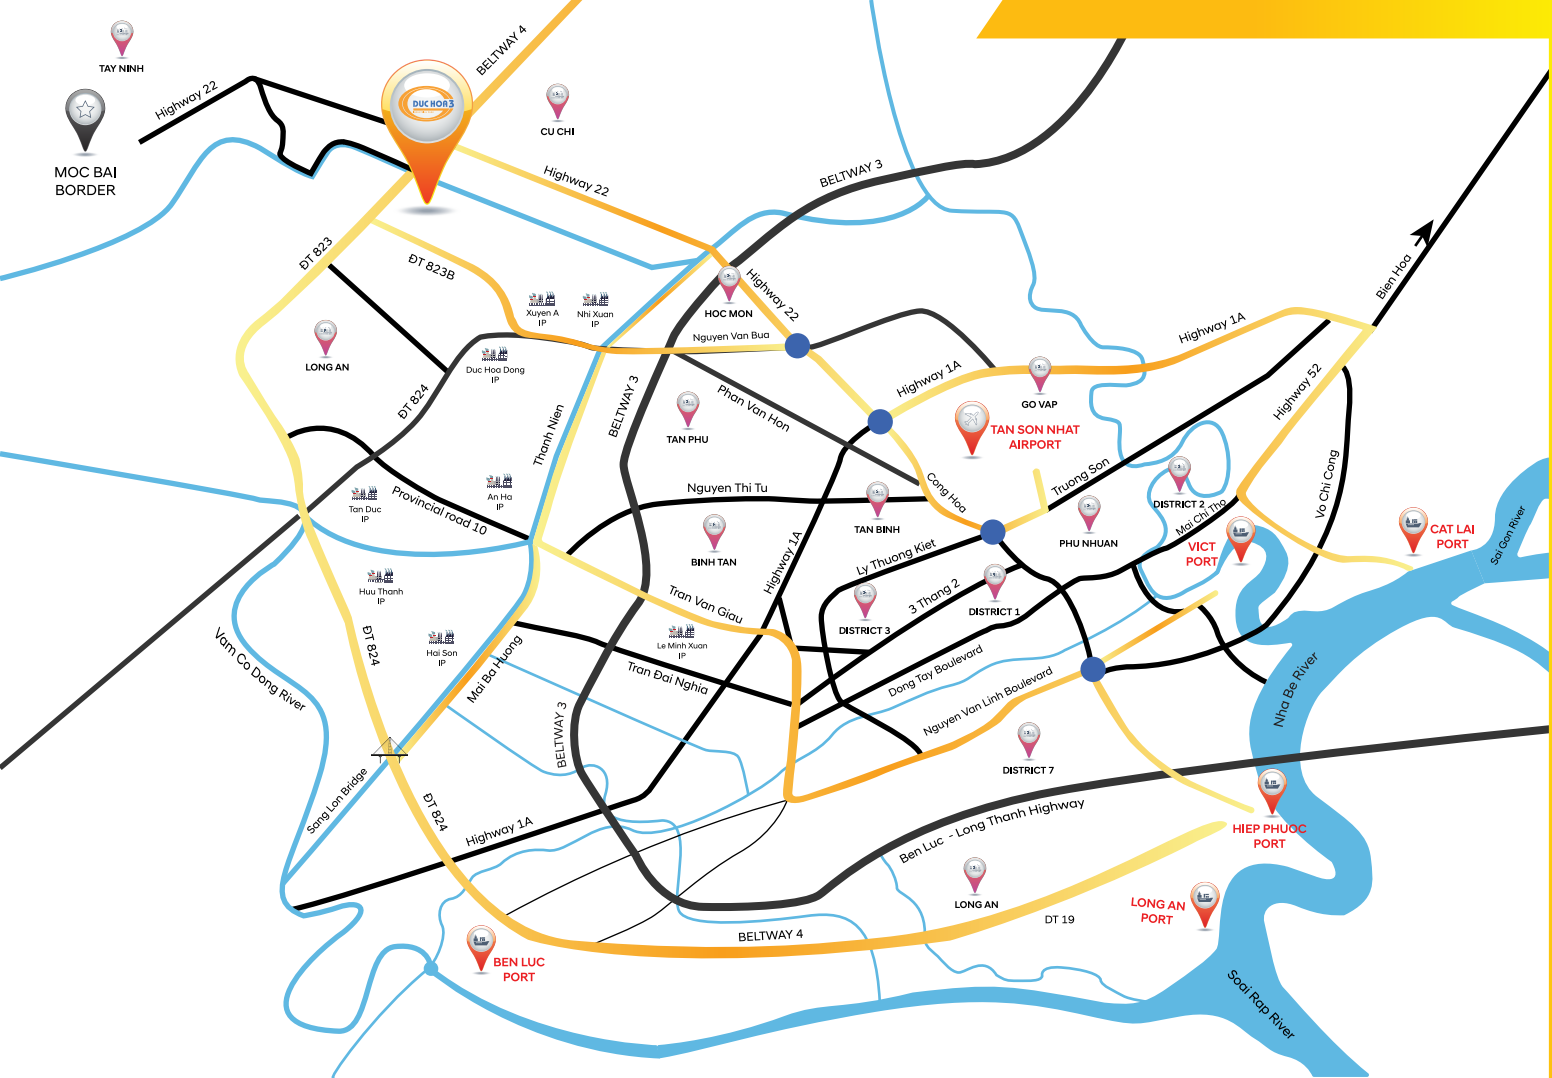 BELTWAY 4
TAY NINH
Highway 22
DUC HOA 3
CU CHI
MOC BAI
BORDER
Highway 22
BELTWAY 3
ĐT 823
ĐT 823B
Highway 22
Bien Hoa
Xuyen A
IP
Nhi Xuan
IP
HOC MON
Nguyen Van Bua
Highway 1A
LONG AN
Duc Hoa Dong
IP
Highway 1A
GO VAP
Highway 52
ĐT 824
BELTWAY 3
Phan Van Hon
TAN PHU
Thanh Nien
TAN SON NHAT
AIRPORT
Truong Son
Vo Chi Cong
Provincial road 10
Tan Duc
IP
An Ha
IP
Nguyen Thi Tu
Cong Hoa
DISTRICT 2
Mai Chi Tho
TAN BINH
PHU NHUAN
VICT
PORT
CAT LAI
PORT
Sai Gon River
BINH TAN
Highway 1A
Ly Thuong Kiet
Huu Thanh
IP
Tran Van Giau
3 Thang 2
DISTRICT 1
DISTRICT 3
ĐT 824
Hai Son
IP
Le Minh Xuan
IP
Vam Co Dong River
Mai Ba Huong
Tran Đai Nghia
Dong Tay Boulevard
Nguyen Van Linh Boulevard
Nha Be River
BELTWAY 3
DISTRICT 7
Sang Lon Bridge
ĐT 824
Highway 1A
Ben Luc - Long Thanh Highway
HIEP PHUOC
PORT
LONG AN
DT 19
LONG AN
PORT
BELTWAY 4
BEN LUC
PORT
Soai Rap River